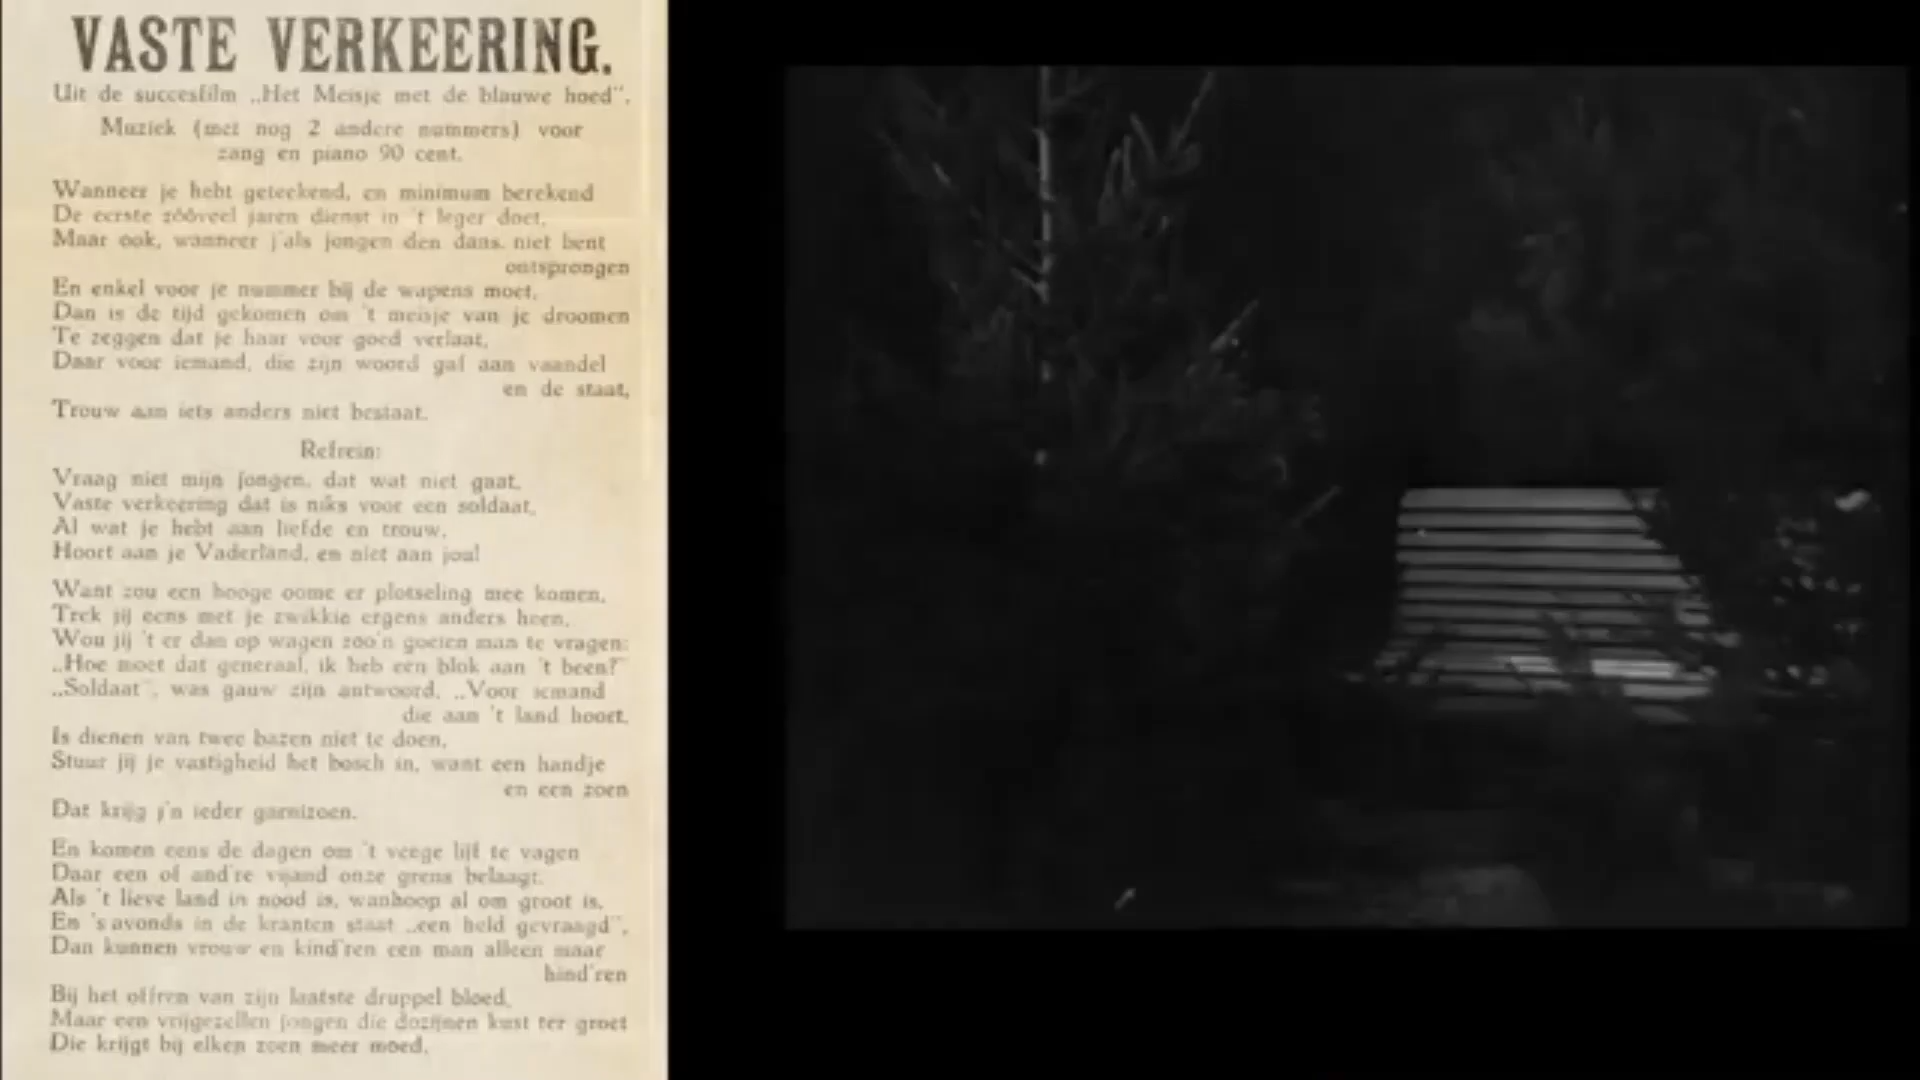 VASTE VERKEERING.
Uit de succesfilm „Het Meisje met de blauwe hoed".
Muziek (met nog 2 andere nummers) voor
zang en piano 90 cent.
Wanneer je hebt geteekend, en minimum berekend
De eerste zóóveel jaren dienst in 't leger doet,
Maar ook, wanneer j'als jongen den dans niet bent
ontsprongen
En enkel voor je nummer bij de wapens moet,
Dan is de tijd gekomen om 't meisje van je droomen
Te zeggen dat je haar voor goed verlaat,
Daar voor iemand, die zijn woord gaf aan vaandel
en de staat,
Trouw aan iets anders niet bestaat.
Refrein:
Vraag niet mijn jongen, dat wat niet gaat,
Vaste verkeering dat is niks voor een soldaat,
Al wat je hebt aan liefde en trouw,
Hoort aan je Vaderland, en niet aan jou!
Want zou een hooge oome er plotseling mee komen,
Trek jij eens met je zwikkie ergens anders heen,
Wou jij 't er dan op wagen zoo'n goeien man te vragen:
„Hoe moet dat generaal, ik heb een blok aan 't been?"
„Soldaat", was gauw zijn antwoord, „Voor iemand
die aan 't land hoort,
Is dienen van twee bazen niet te doen,
Stuur jij je vastigheid het bosch in, want een handje
en een zoen
Dat krijg j'n ieder garnizoen.
En komen eens de dagen om 't veege lijf te vagen
Daar een of and're vijand onze grens belaagt,
Als 't lieve land in nood is, wanhoop al om groot is,
En 's avonds in de kranten staat „een held gevraagd",
Dan kunnen vrouw en kind'ren een man alleen maar
hind'ren
Bij het offren van zijn laatste druppel bloed,
Maar een vrijgezellen jongen die dozijnen kust ter groet
Die krijgt bij elken zoen meer moed.